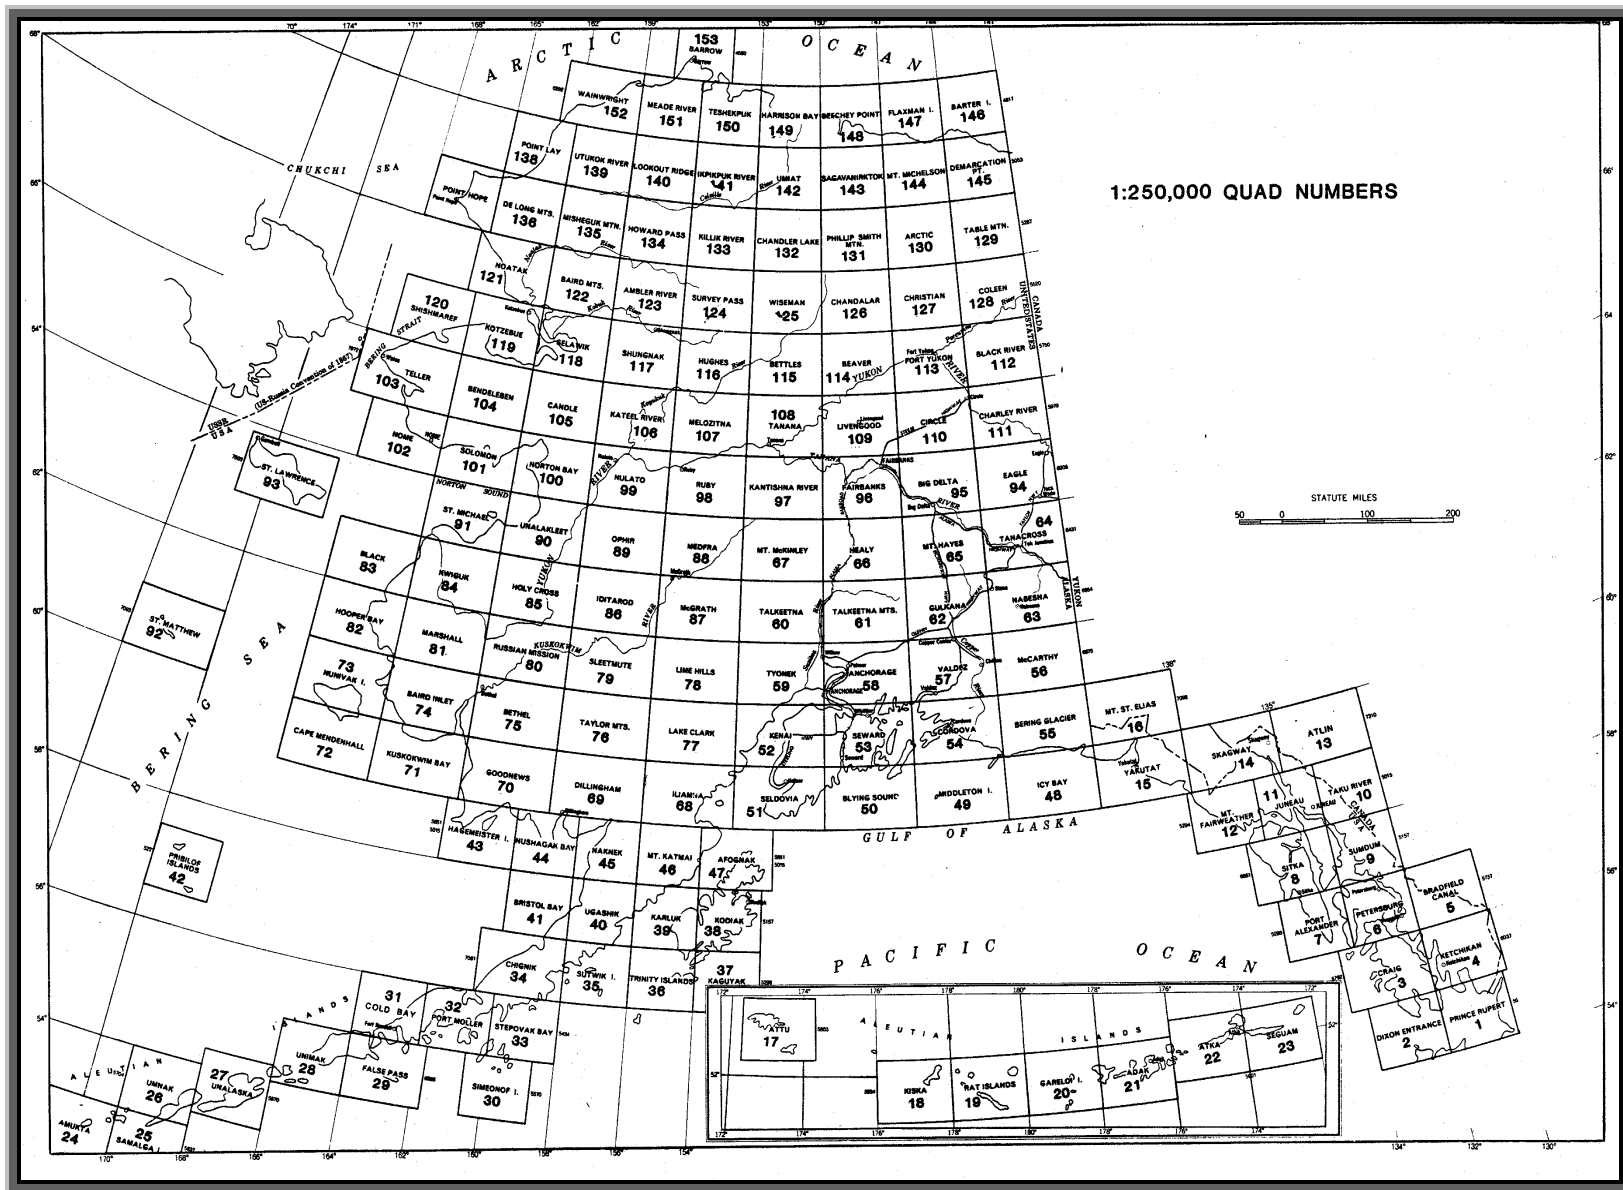 1:250,000 QUAD NUMBERS
ARCTIC OCEAN
153
BARROW
WAINWRIGHT
152
MEADE RIVER
151
TESHEKPUK
150
HARRISON BAY
149
BEECHEY POINT
148
FLAXMAN I.
147
BARTER I.
146
CHUKCHI SEA
POINT LAY
138
UTUKOK RIVER
139
LOOKOUT RIDGE
140
IKPIKPUK RIVER
141
UMIAT
142
SAGAVANIRKTOK
143
MT. MICHELSON
144
DEMARCATION PT.
145
POINT HOPE
DE LONG MTS.
136
MISHEGUK MTN.
135
HOWARD PASS
134
KILLIK RIVER
133
CHANDLER LAKE
132
PHILLIP SMITH MTN.
131
ARCTIC
130
TABLE MTN.
129
NOATAK
121
BAIRD MTS.
122
AMBLER RIVER
123
SURVEY PASS
124
WISEMAN
125
CHANDALAR
126
CHRISTIAN
127
COLEEN
128
120
SHISHMAREF
KOTZEBUE
119
SELAWIK
118
SHUNGNAK
117
HUGHES
116
BETTLES
115
BEAVER
114
FORT YUKON
113
BLACK RIVER
112
BERING STRAIT
(US-Russia Convention of 1867)
USSR
USA
TELLER
103
BENDELEBEN
104
CANDLE
105
KATEEL RIVER
106
MELOZITNA
107
108
TANANA
LIVENGOOD
109
CIRCLE
110
CHARLEY RIVER
111
NOME
102
SOLOMON
101
NORTON BAY
100
NULATO
99
RUBY
98
KANTISHNA RIVER
97
FAIRBANKS
96
BIG DELTA
95
EAGLE
94
ST. LAWRENCE
93
NORTON SOUND
ST. MICHAEL
91
UNALAKLEET
90
OPHIR
89
MEDFRA
88
MT. McKINLEY
67
HEALY
66
MT. HAYES
65
64
TANACROSS
STATUTE MILES
50 0 100 200
BLACK
83
KWIGUK
84
HOLY CROSS
85
IDITAROD
86
McGRATH
87
TALKEETNA
60
TALKEETNA MTS.
61
GULKANA
62
NABESNA
63
ST. MATTHEW
92
HOOPER BAY
82
MARSHALL
81
RUSSIAN MISSION
80
SLEETMUTE
79
LIME HILLS
78
TYONEK
59
ANCHORAGE
58
VALDEZ
57
McCARTHY
56
73
NUNIVAK I.
BAIRD INLET
74
BETHEL
75
TAYLOR MTS.
76
LAKE CLARK
77
KENAI
52
SEWARD
53
CORDOVA
54
BERING GLACIER
55
MT. ST. ELIAS
16
CAPE MENDENHALL
72
KUSKOKWIM BAY
71
GOODNEWS
70
DILLINGHAM
69
ILIAMNA
68
SELDOVIA
51
BLYING SOUND
50
MIDDLETON I.
49
ICY BAY
48
YAKUTAT
15
SKAGWAY
14
ATLIN
13
BERING SEA
GULF OF ALASKA
MT. FAIRWEATHER
12
11
JUNEAU
TAKU RIVER
10
HAGEMEISTER I.
43
NUSHAGAK BAY
44
NAKNEK
45
MT. KATMAI
46
AFOGNAK
47
PRIBILOF ISLANDS
42
SITKA
8
SUMDUM
9
BRISTOL BAY
41
UGASHIK
40
KARLUK
39
KODIAK
38
PORT ALEXANDER
7
PETERSBURG
6
BRADFIELD CANAL
5
CHIGNIK
34
SUTWIK I.
35
TRINITY ISLANDS
36
37
KAGUYAK
CRAIG
3
KETCHIKAN
4
PACIFIC OCEAN
31
COLD BAY
32
PORT MOLLER
STEPOVAK BAY
33
DIXON ENTRANCE
2
PRINCE RUPERT
1
ALEUTIAN ISLANDS
AMUKTA
24
25
SAMALGA I.
UMNAK
26
27
UNALASKA
UNIMAK
28
FALSE PASS
29
SIMEONOF I.
30
ALEUTIAN ISLANDS
ATTU
17
KISKA
18
RAT ISLANDS
19
GARELOI I.
20
ADAK
21
ATKA
22
SEGUAM
23